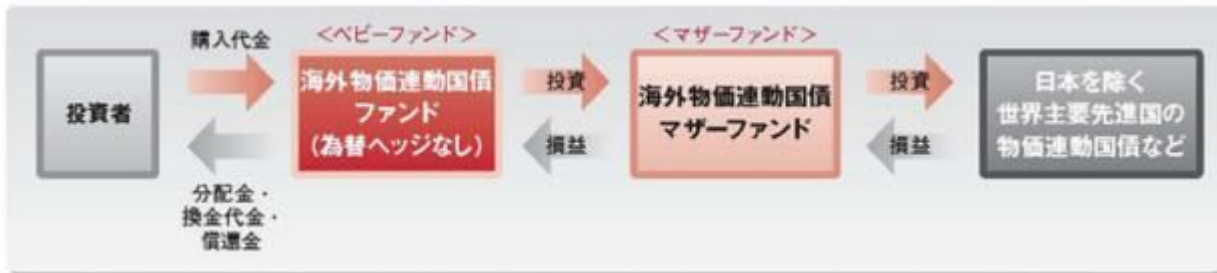 投資者
購入代金
分配金・
換金代金・
償還金
＜ベビーファンド＞
海外物価連動国債
ファンド
（為替ヘッジなし）
投資
損益
＜マザーファンド＞
海外物価連動国債
マザーファンド
投資
損益
日本を除く
世界主要先進国の
物価連動国債など